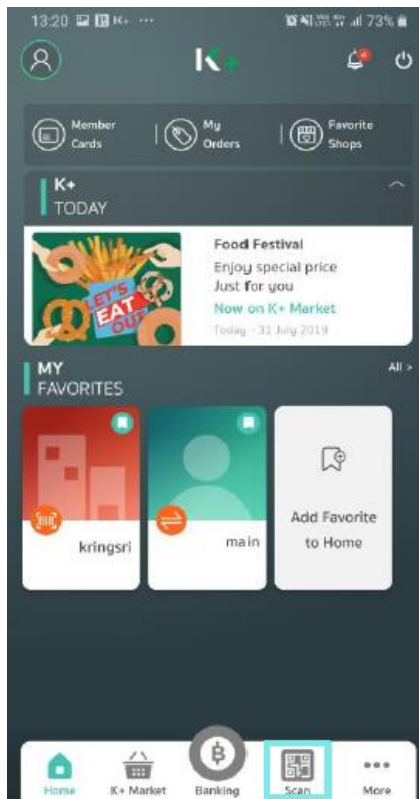 13:20 K+ ... 73%
K+
Member Cards
My Orders
Favorite Shops
K+
TODAY
LET'S EAT OUT
Food Festival
Enjoy special price
Just for you
Now on K+ Market
Today - 31 July 2019
MY
FAVORITES
All >
kringsri
main
Add Favorite
to Home
Home
K+ Market
Banking
Scan
More